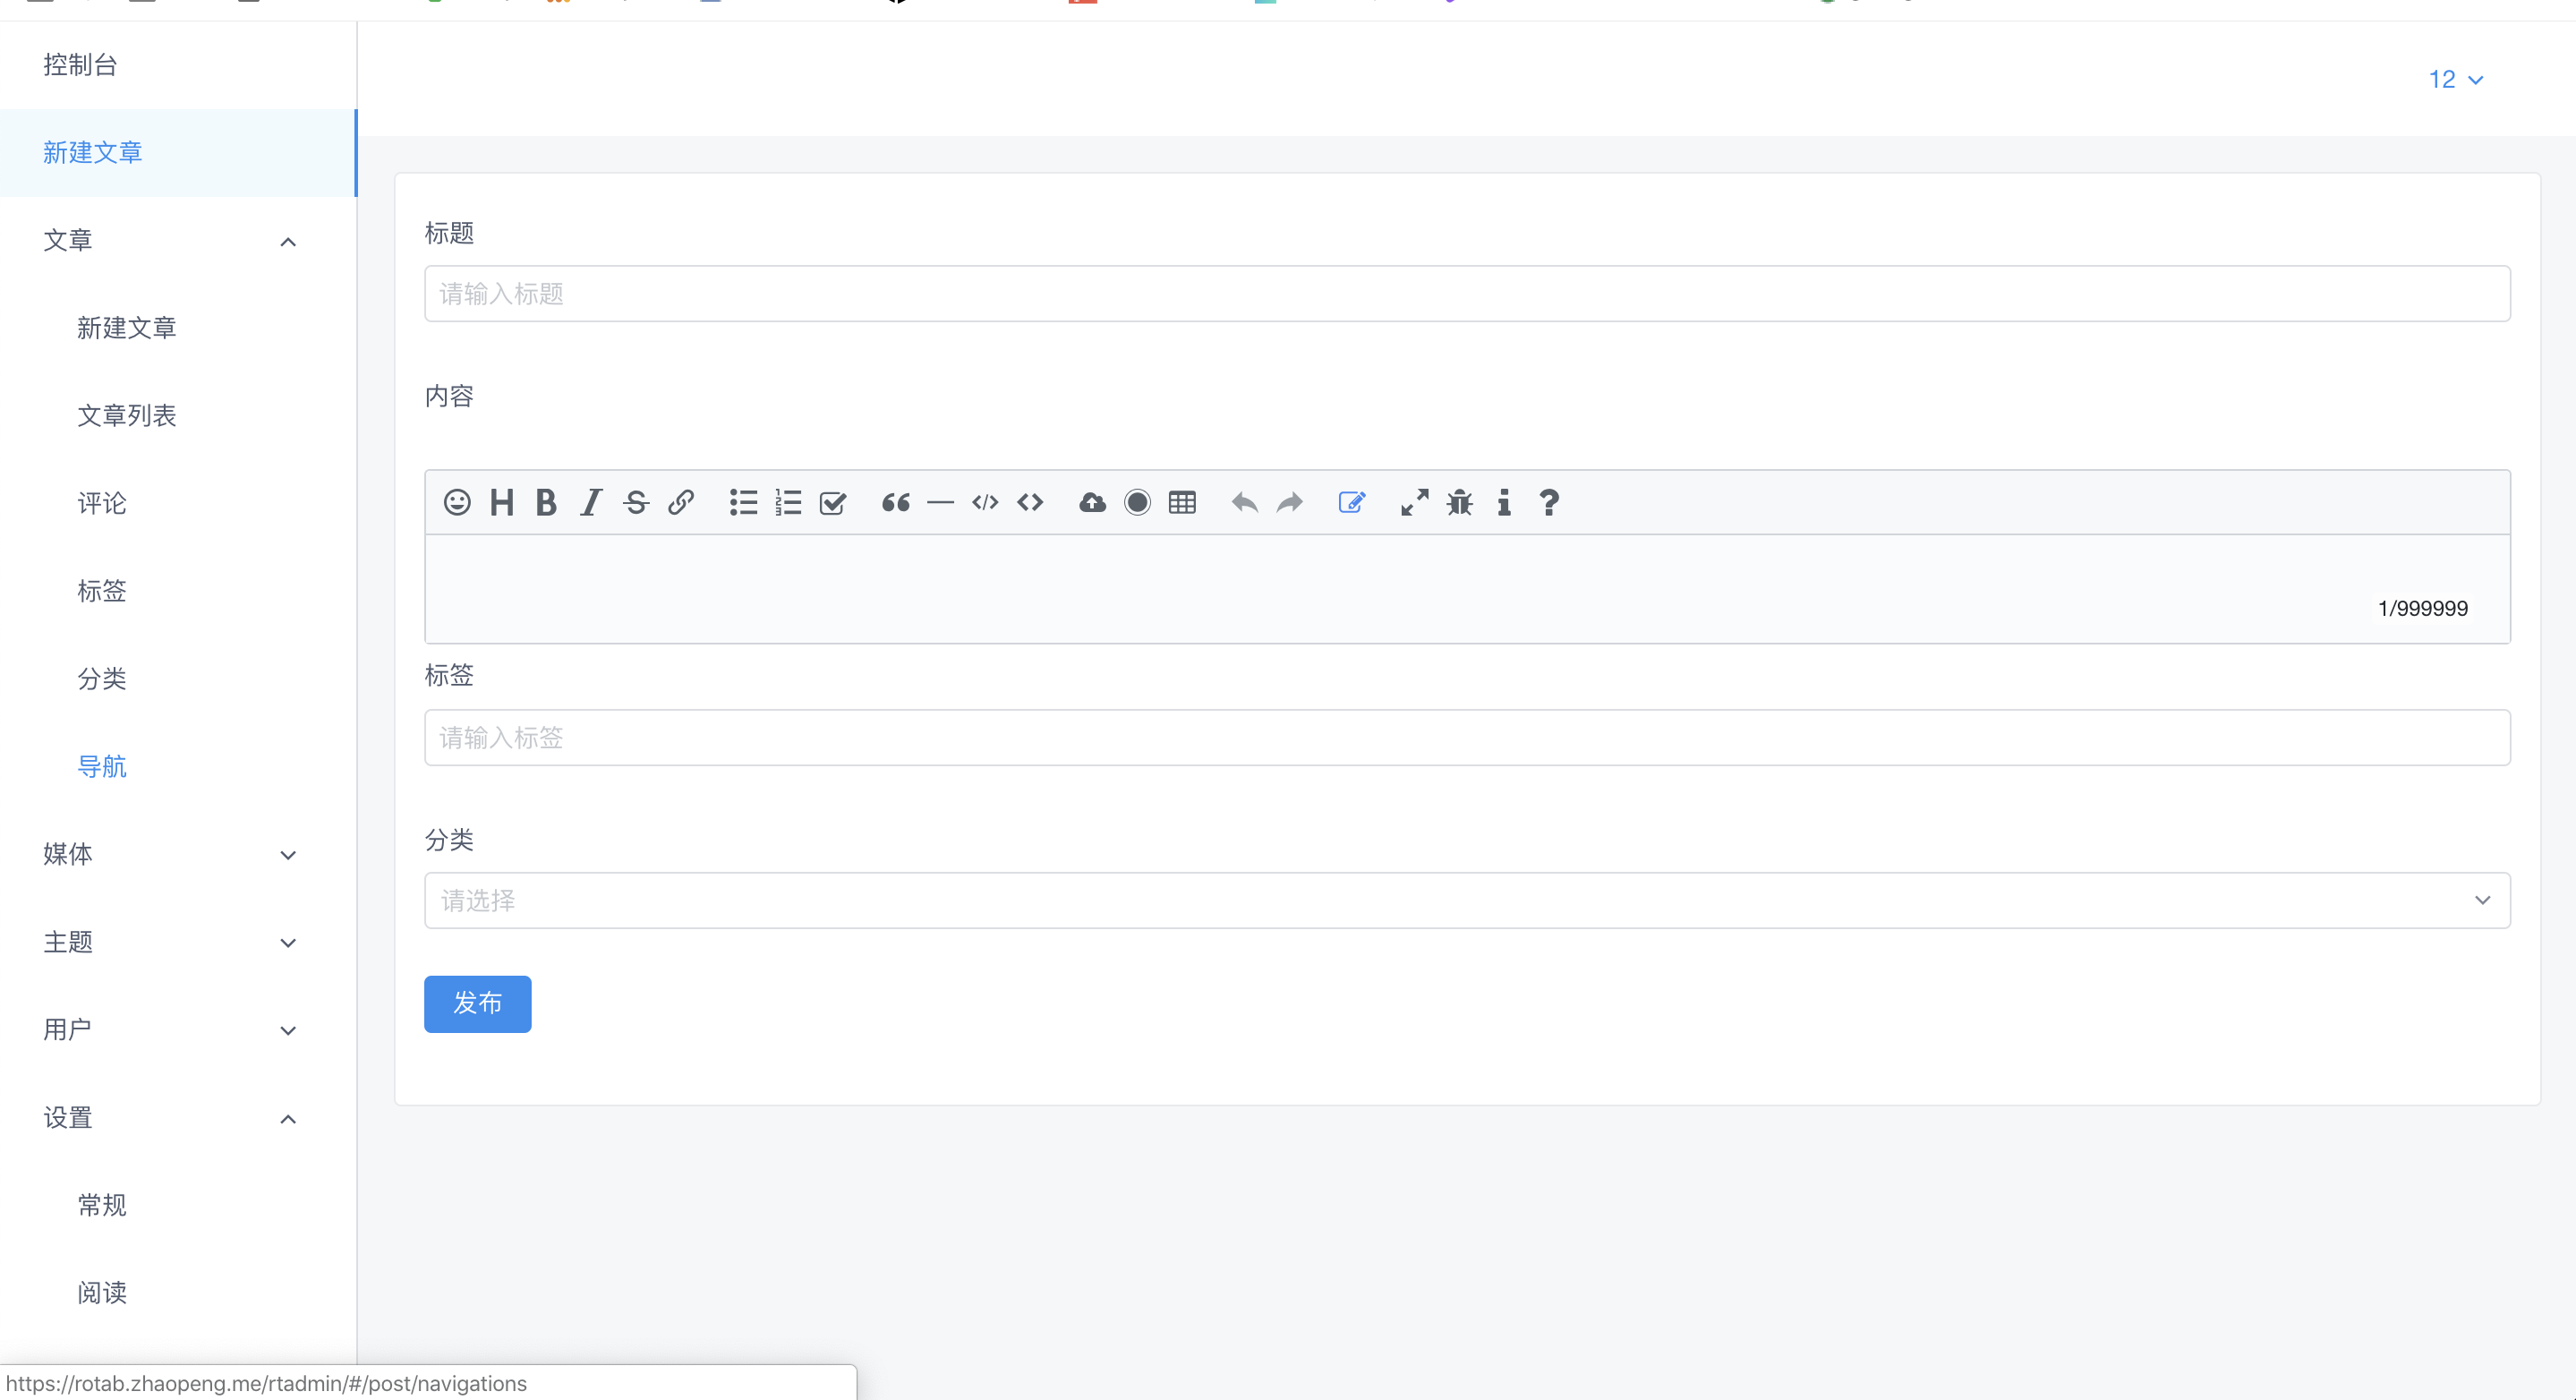 控制台
新建文章
文章
新建文章
文章列表
评论
标签
分类
导航
媒体
主题
用户
设置
常规
阅读
12
标题
请输入标题
内容
1/999999
标签
请输入标签
分类
请选择
发布
https://rotab.zhaopeng.me/rtadmin/#/post/navigations